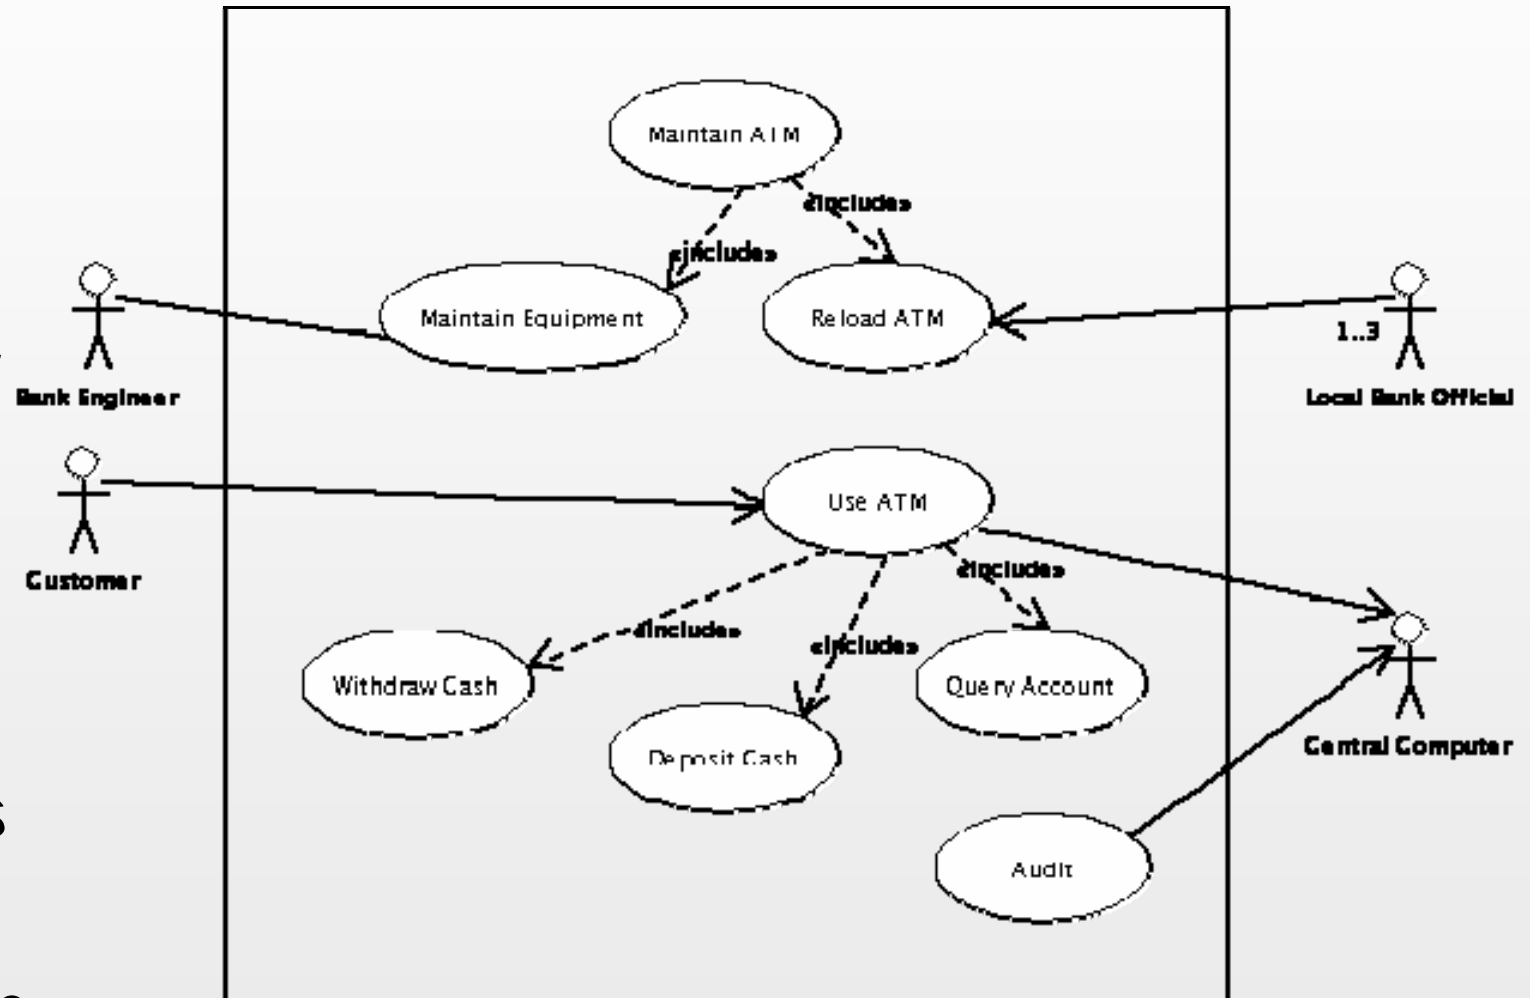 Maintain ATM
«includes»
«includes»
Maintain Equipment
Reload ATM
1..3
Bank Engineer
Local Bank Official
Use ATM
Customer
«includes»
«includes»
«includes»
Withdraw Cash
Query Account
Deposit Cash
Central Computer
s
Audit